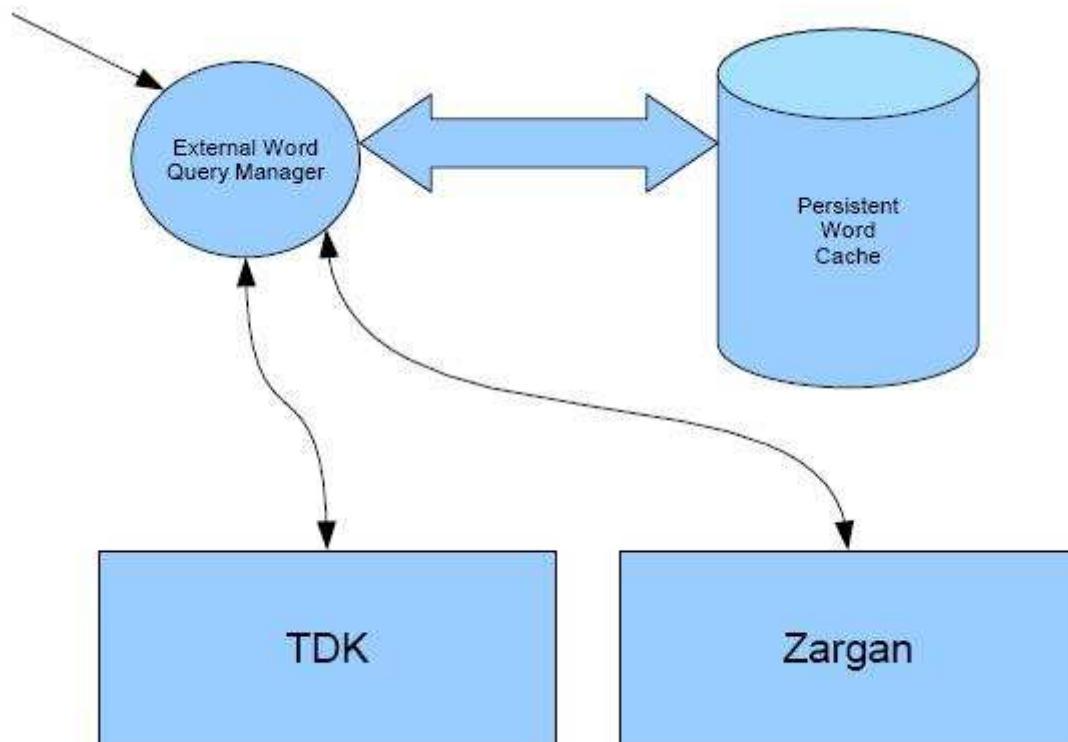 External Word
Query Manager
Persistent
Word
Cache
TDK
Zargan